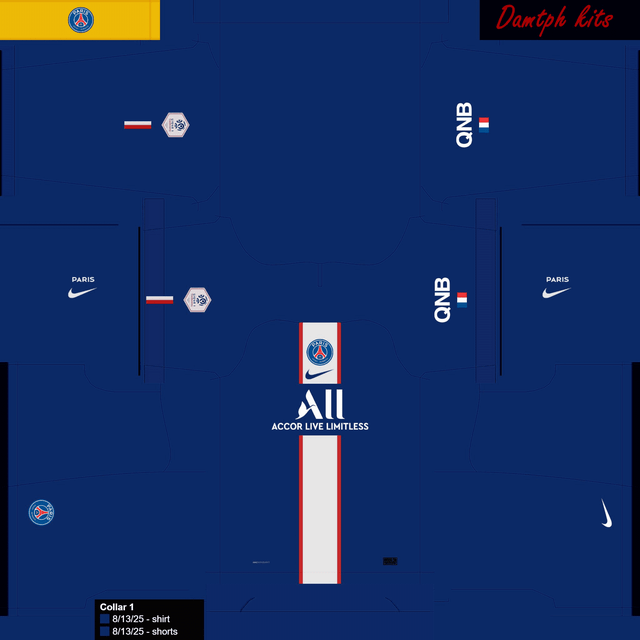 PARIS
Damtph kits
QNB
PARIS
PARIS
QNB
PARIS
All
ACCOR LIVE LIMITLESS
PARIS
Collar 1
8/13/25 - shirt
8/13/25 - shorts